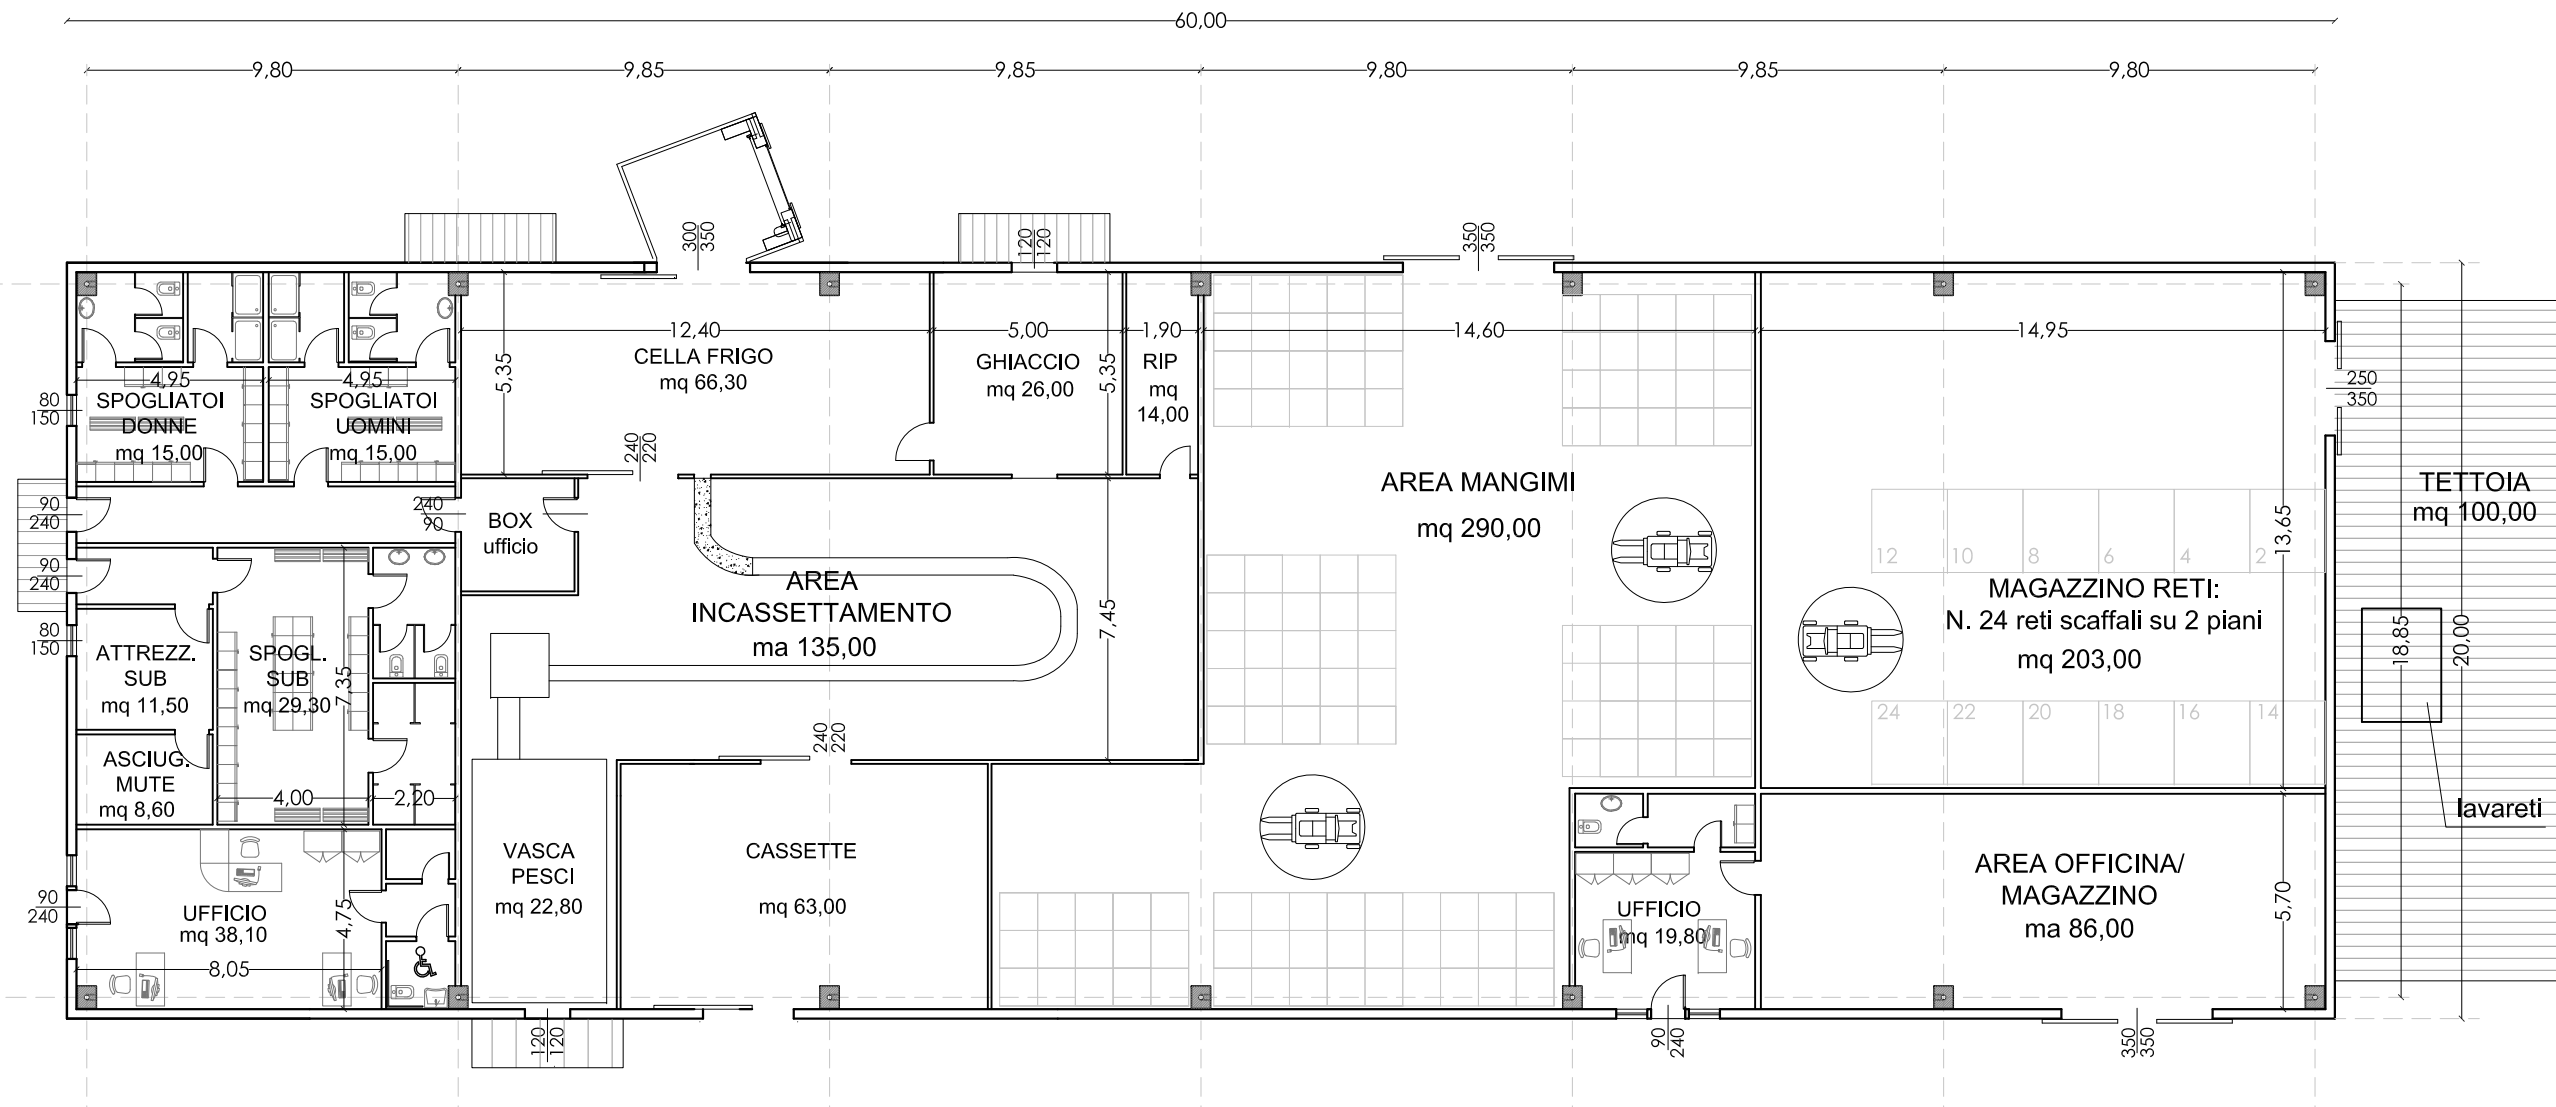 60,00
9,80
9,85
9,85
9,80
9,85
9,80
300
350
120
120
350
350
12,40
CELLA FRIGO
mq 66,30
5,35
5,00
GHIACCIO
mq 26,00
5,35
1,90
RIP
mq
14,00
14,60
14,95
4,95
SPOGLIATOI
DONNE
mq 15,00
4,95
SPOGLIATOI
UOMINI
mq 15,00
80
150
250
350
240
220
AREA MANGIMI
mq 290,00
TETTOIA
mq 100,00
90
240
240
90
BOX
ufficio
90
240
AREA
INCASSETTAMENTO
ma 135,00
7,45
12
10
8
6
4
2
13,65
MAGAZZINO RETI:
N. 24 reti scaffali su 2 piani
mq 203,00
24
22
20
18
16
14
18,85
20,00
80
150
ATTREZZ.
SUB
mq 11,50
SPOGL.
SUB
mq 29,30
7,35
ASCIUG.
MUTE
mq 8,60
4,00
2,20
240
220
lavareti
VASCA
PESCI
mq 22,80
CASSETTE
mq 63,00
90
240
UFFICIO
mq 38,10
4,75
8,05
UFFICIO
mq 19,80
AREA OFFICINA/
MAGAZZINO
ma 86,00
5,70
120
120
90
240
350
350